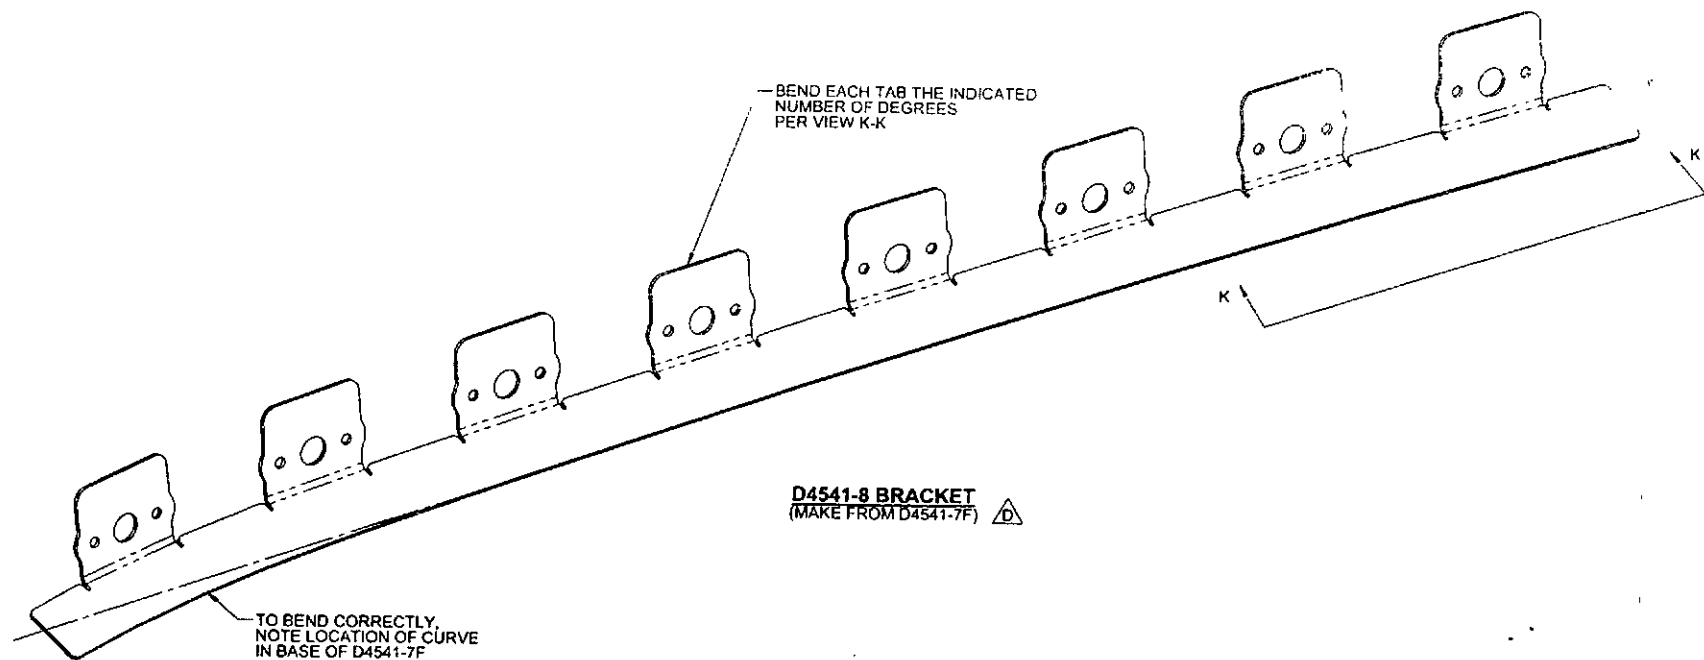 BEND EACH TAB THE INDICATED
NUMBER OF DEGREES
PER VIEW K-K
K
K
D4541-8 BRACKET
(MAKE FROM D4541-7F) D
TO BEND CORRECTLY,
NOTE LOCATION OF CURVE
IN BASE OF D4541-7F